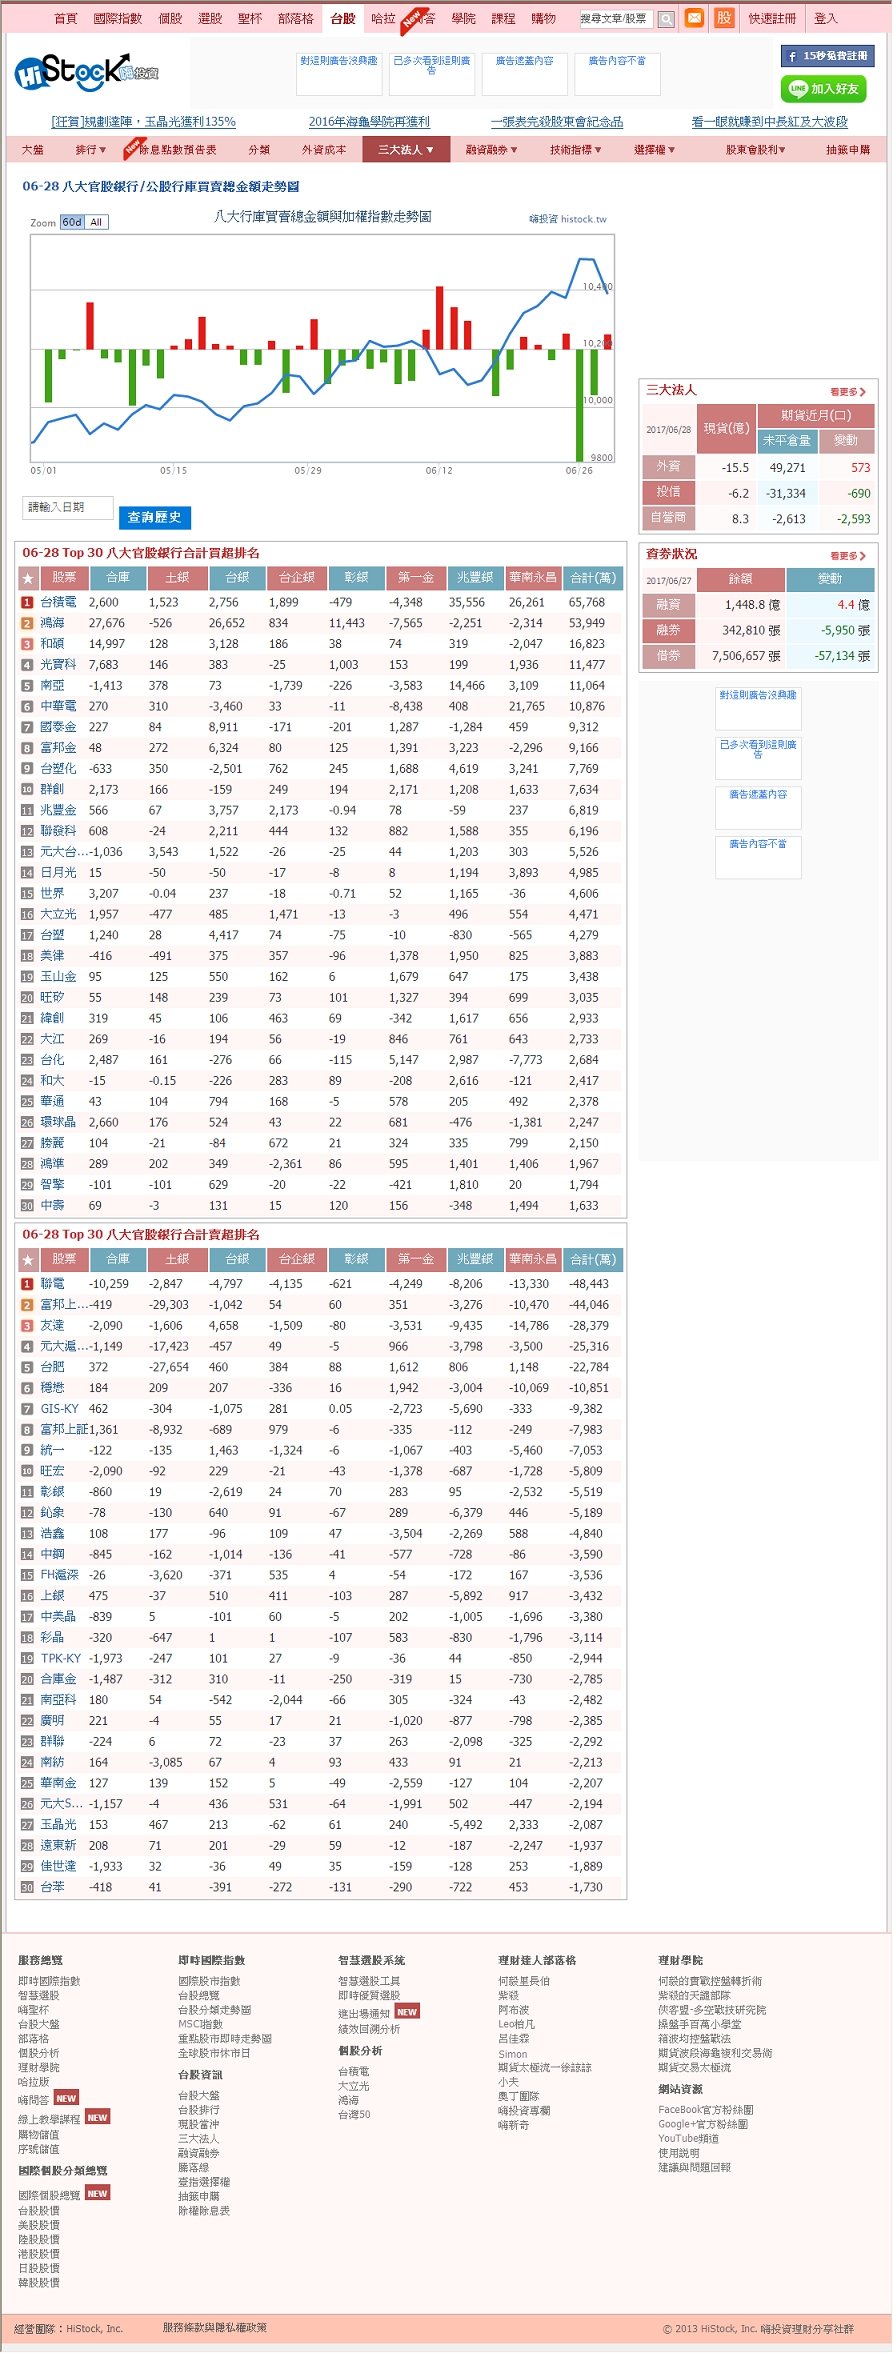 首頁 國際指數 個股 選股 聖杯 部落格 台股 哈拉 New 問答 學院 課程 購物 搜尋文章/股票 股 快速註冊 登入
HiStock嗨投資
對這則廣告沒興趣 已多次看到這則廣告 廣告遮蓋內容 廣告內容不當
f 15秒免費註冊
LINE 加入好友
[狂賀]規劃達陣，玉晶光獲利135% 2016年海龜學院再獲利 一張表完殺股東會紀念品 看一眼就賺到中長紅及大波段
大盤 排行▼ New 除息點數預告表 分類 外資成本 三大法人 ▼ 融資融券▼ 技術指標▼ 選擇權▼ 股東會股利▼ 抽籤申購
06-28 八大官股銀行/公股行庫買賣總金額走勢圖
Zoom 60d All
八大行庫買賣總金額與加權指數走勢圖
嗨投資 histock.tw
10,400
10,200
10,000
9800
05/01 05/15 05/29 06/12 06/26
請輸入日期 查詢歷史
06-28 Top 30 八大官股銀行合計買超排名
★ 股票 合庫 土銀 台銀 台企銀 彰銀 第一金 兆豐銀 華南永昌 合計(萬)
1 台積電 2,600 1,523 2,756 1,899 -479 -4,348 35,556 26,261 65,768
2 鴻海 27,676 -526 26,652 834 11,443 -7,565 -2,251 -2,314 53,949
3 和碩 14,997 128 3,128 186 38 74 319 -2,047 16,823
4 光寶科 7,683 146 383 -25 1,003 153 199 1,936 11,477
5 南亞 -1,413 378 73 -1,739 -226 -3,583 14,466 3,109 11,064
6 中華電 270 310 -3,460 33 -11 -8,438 408 21,765 10,876
7 國泰金 227 84 8,911 -171 -201 1,287 -1,284 459 9,312
8 富邦金 48 272 6,324 80 125 1,391 3,223 -2,296 9,166
9 台塑化 -633 350 -2,501 762 245 1,688 4,619 3,241 7,769
10 群創 2,173 166 -159 249 194 2,171 1,208 1,633 7,634
11 兆豐金 566 67 3,757 2,173 -0.94 78 -59 237 6,819
12 聯發科 608 -24 2,211 444 132 882 1,588 355 6,196
13 元大台... -1,036 3,543 1,522 -26 -25 44 1,203 303 5,526
14 日月光 15 -50 -50 -17 -8 8 1,194 3,893 4,985
15 世界 3,207 -0.04 237 -18 -0.71 52 1,165 -36 4,606
16 大立光 1,957 -477 485 1,471 -13 -3 496 554 4,471
17 台塑 1,240 28 4,417 74 -75 -10 -830 -565 4,279
18 美律 -416 -491 375 357 -96 1,378 1,950 825 3,883
19 玉山金 95 125 550 162 6 1,679 647 175 3,438
20 旺矽 55 148 239 73 101 1,327 394 699 3,035
21 緯創 319 45 106 463 69 -342 1,617 656 2,933
22 大江 269 -16 194 56 -19 846 761 643 2,733
23 台化 2,487 161 -276 66 -115 5,147 2,987 -7,773 2,684
24 和大 -15 -0.15 -226 283 89 -208 2,616 -121 2,417
25 華通 43 104 794 168 -5 578 205 492 2,378
26 環球晶 2,660 176 524 43 22 681 -476 -1,381 2,247
27 勝麗 104 -21 -84 672 21 324 335 799 2,150
28 鴻準 289 202 349 -2,361 86 595 1,401 1,406 1,967
29 智擎 -101 -101 629 -20 -22 -421 1,810 20 1,794
30 中壽 69 -3 131 15 120 156 -348 1,494 1,633
06-28 Top 30 八大官股銀行合計賣超排名
★ 股票 合庫 土銀 台銀 台企銀 彰銀 第一金 兆豐銀 華南永昌 合計(萬)
1 聯電 -10,259 -2,847 -4,797 -4,135 -621 -4,249 -8,206 -13,330 -48,443
2 富邦上... -419 -29,303 -1,042 54 60 351 -3,276 -10,470 -44,046
3 友達 -2,090 -1,606 4,658 -1,509 -80 -3,531 -9,435 -14,786 -28,379
4 元大滬... -1,149 -17,423 -457 49 -5 966 -3,798 -3,500 -25,316
5 台肥 372 -27,654 460 384 88 1,612 806 1,148 -22,784
6 穩懋 184 209 207 -336 16 1,942 -3,004 -10,069 -10,851
7 GIS-KY 462 -304 -1,075 281 0.05 -2,723 -5,690 -333 -9,382
8 富邦上証 1,361 -8,932 -689 979 -6 -335 -112 -249 -7,983
9 統一 -122 -135 1,463 -1,324 -6 -1,067 -403 -5,460 -7,053
10 旺宏 -2,090 -92 229 -21 -43 -1,378 -687 -1,728 -5,809
11 彰銀 -860 19 -2,619 24 70 283 95 -2,532 -5,519
12 鈊象 -78 -130 640 91 -67 289 -6,379 446 -5,189
13 浩鑫 108 177 -96 109 47 -3,504 -2,269 588 -4,840
14 中鋼 -845 -162 -1,014 -136 -41 -577 -728 -86 -3,590
15 FH滬深 -26 -3,620 -371 535 4 -54 -172 167 -3,536
16 上銀 475 -37 510 411 -103 287 -5,892 917 -3,432
17 中美晶 -839 5 -101 60 -5 202 -1,005 -1,696 -3,380
18 彩晶 -320 -647 1 1 -107 583 -830 -1,796 -3,114
19 TPK-KY -1,973 -247 101 27 -9 -36 44 -850 -2,944
20 合庫金 -1,487 -312 310 -11 -250 -319 15 -730 -2,785
21 南亞科 180 54 -542 -2,044 -66 305 -324 -43 -2,482
22 廣明 221 -4 55 17 21 -1,020 -877 -798 -2,385
23 群聯 -224 6 72 -23 37 263 -2,098 -325 -2,292
24 南紡 164 -3,085 67 4 93 433 91 21 -2,213
25 華南金 127 139 152 5 -49 -2,559 -127 104 -2,207
26 元大S... -1,157 -4 436 531 -64 -1,991 502 -447 -2,194
27 玉晶光 153 467 213 -62 61 240 -5,492 2,333 -2,087
28 遠東新 208 71 201 -29 59 -12 -187 -2,247 -1,937
29 佳世達 -1,933 32 -36 49 35 -159 -128 253 -1,889
30 台苯 -418 41 -391 -272 -131 -290 -722 453 -1,730
三大法人 看更多
2017/06/28 現貨(億) 期貨近月(口)
未平倉量 變動
外資 -15.5 49,271 573
投信 -6.2 -31,334 -690
自營商 8.3 -2,613 -2,593
資券狀況 看更多
2017/06/27 餘額 變動
融資 1,448.8 億 4.4 億
融券 342,810 張 -5,950 張
借券 7,506,657 張 -57,134 張
對這則廣告沒興趣
已多次看到這則廣告
廣告遮蓋內容
廣告內容不當
服務總覽
即時國際指數
智慧選股
嗨聖杯
台股大盤
部落格
個股分析
理財學院
哈拉版
嗨問答 NEW
線上教學課程 NEW
購物儲值
序號儲值
國際個股分類總覽
國際個股總覽 NEW
台股股價
美股股價
陸股股價
港股股價
日股股價
韓股股價
即時國際指數
國際股市指數
台股總覽
台股分類走勢圖
MSCI指數
重點股市即時走勢圖
全球股市休市日
台股資訊
台股大盤
台股排行
現股當沖
三大法人
融資融券
騰落線
臺指選擇權
抽籤申購
除權除息表
智慧選股系統
智慧選股工具
即時優質選股
進出場通知 NEW
績效回溯分析
個股分析
台積電
大立光
鴻海
台灣50
理財達人部落格
何毅里長伯
紫殺
阿布波
Leo柏凡
呂佳霖
Simon
期貨太極流一徐諒諒
小夫
奧丁團隊
嗨投資專欄
嗨新奇
理財學院
何毅的實戰控盤轉折術
紫殺的天譴部隊
俠客盟-多空戰技研究院
操盤手百萬小學堂
箱波均控盤戰法
期貨波段海龜複利交易術
期貨交易太極流
網站資源
FaceBook官方粉絲團
Google+官方粉絲團
YouTube頻道
使用說明
建議與問題回報
經營團隊：HiStock, Inc. 服務條款與隱私權政策 © 2013 HiStock, Inc. 嗨投資理財分享社群